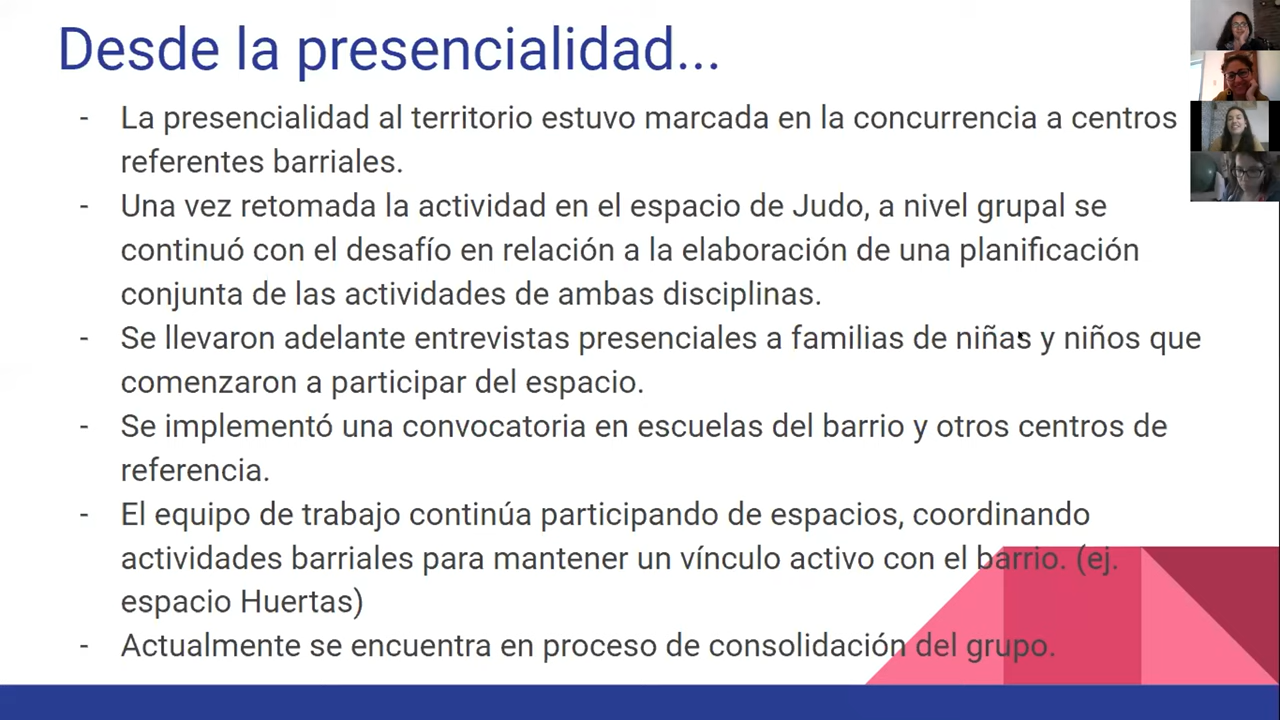 Desde la presencialidad...
- La presencialidad al territorio estuvo marcada en la concurrencia a centros
referentes barriales.
- Una vez retomada la actividad en el espacio de Judo, a nivel grupal se
continuó con el desafío en relación a la elaboración de una planificación
conjunta de las actividades de ambas disciplinas.
- Se llevaron adelante entrevistas presenciales a familias de niñas y niños que
comenzaron a participar del espacio.
- Se implementó una convocatoria en escuelas del barrio y otros centros de
referencia.
- El equipo de trabajo continúa participando de espacios, coordinando
actividades barriales para mantener un vínculo activo con el barrio. (ej.
espacio Huertas)
- Actualmente se encuentra en proceso de consolidación del grupo.